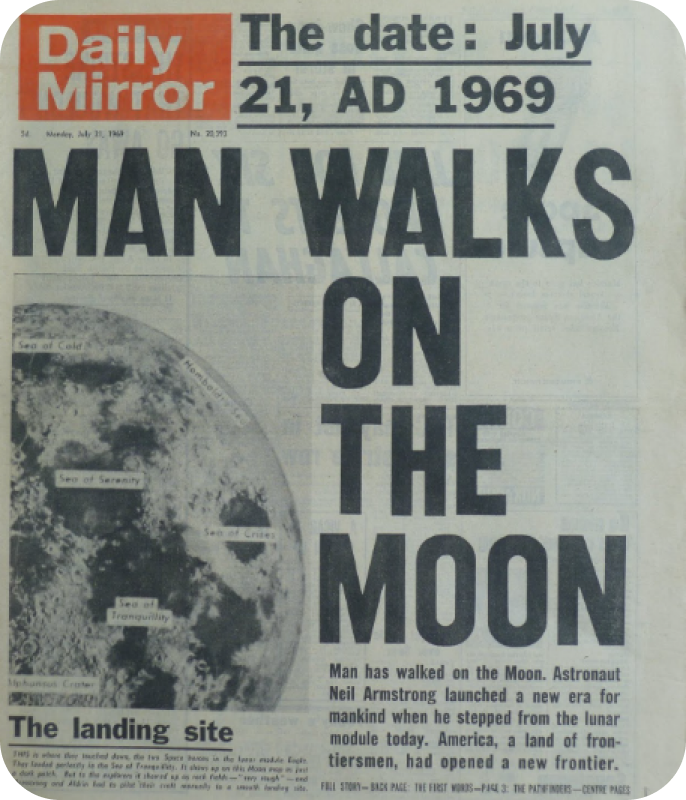 Daily
Mirror
The date: July
21, AD 1969
5d. Monday, July 21, 1969 No. 20,
MAN WALKS
ON
THE
MOON
Sea of Cold
Humboldts Sea
Sea of Serenity
Sea of Crises
Sea of
Tranquillity
Crater
The landing site
THIS is where they touched down, the two Space heroes in the lunar module Eagle.
They landed perfectly in the Sea of Tranquillity. It shows up on this Moon map as just
a dark patch. But to the explorers it showed up as rock fields—"very rough"—and
Armstrong and Aldrin had to pilot their craft manually to a smooth landing site.
Man has walked on the Moon. Astronaut
Neil Armstrong launched a new era for
mankind when he stepped from the lunar
module today. America, a land of fron-
tiersmen, had opened a new frontier.
FULL STORY—BACK PAGE: THE FIRST WORDS—PAGE 3: THE PATHFINDERS—CENTRE PAGES